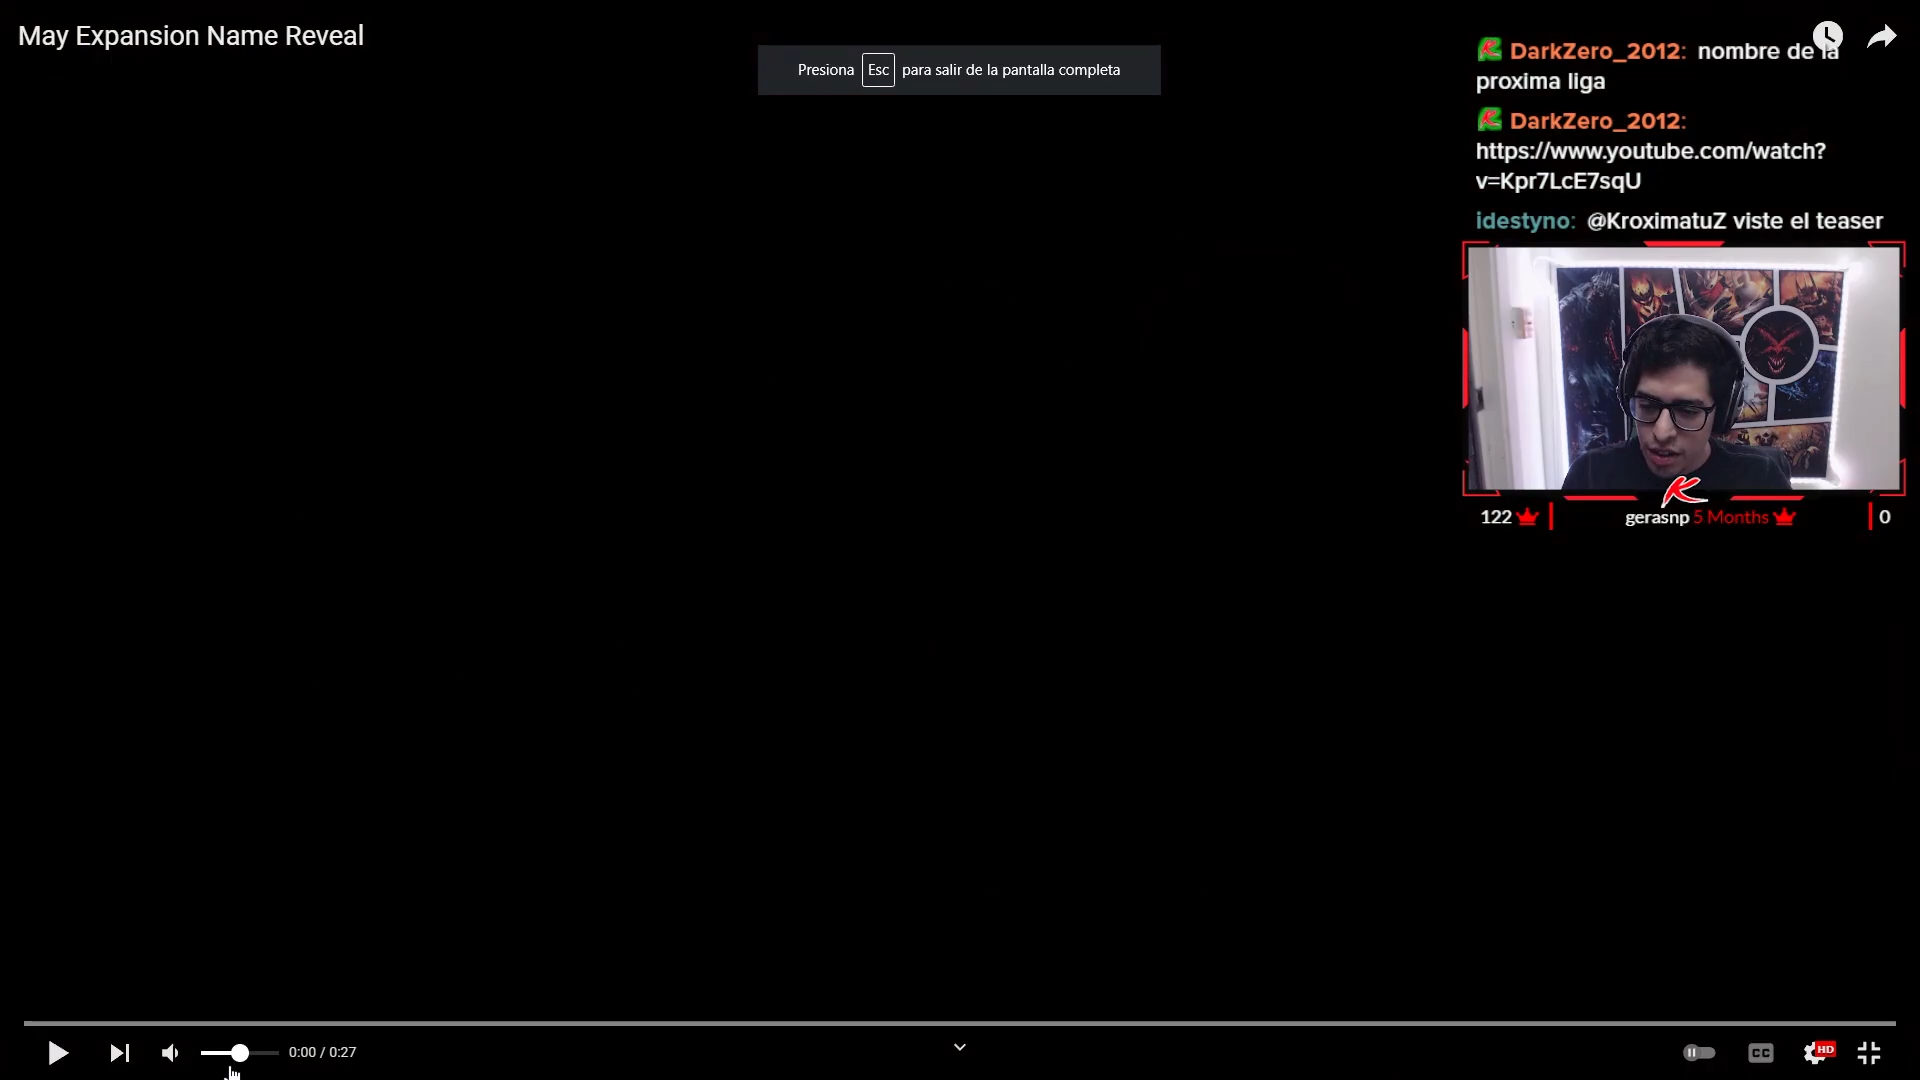 May Expansion Name Reveal
Presiona Esc para salir de la pantalla completa
DarkZero_2012: nombre de la
proxima liga
DarkZero_2012:
https://www.youtube.com/watch?
v=Kpr7LcE7sqU
idestyno: @KroximatuZ viste el teaser
K
122
gerasnp 5 Months
0
0:00 / 0:27
CC
HD